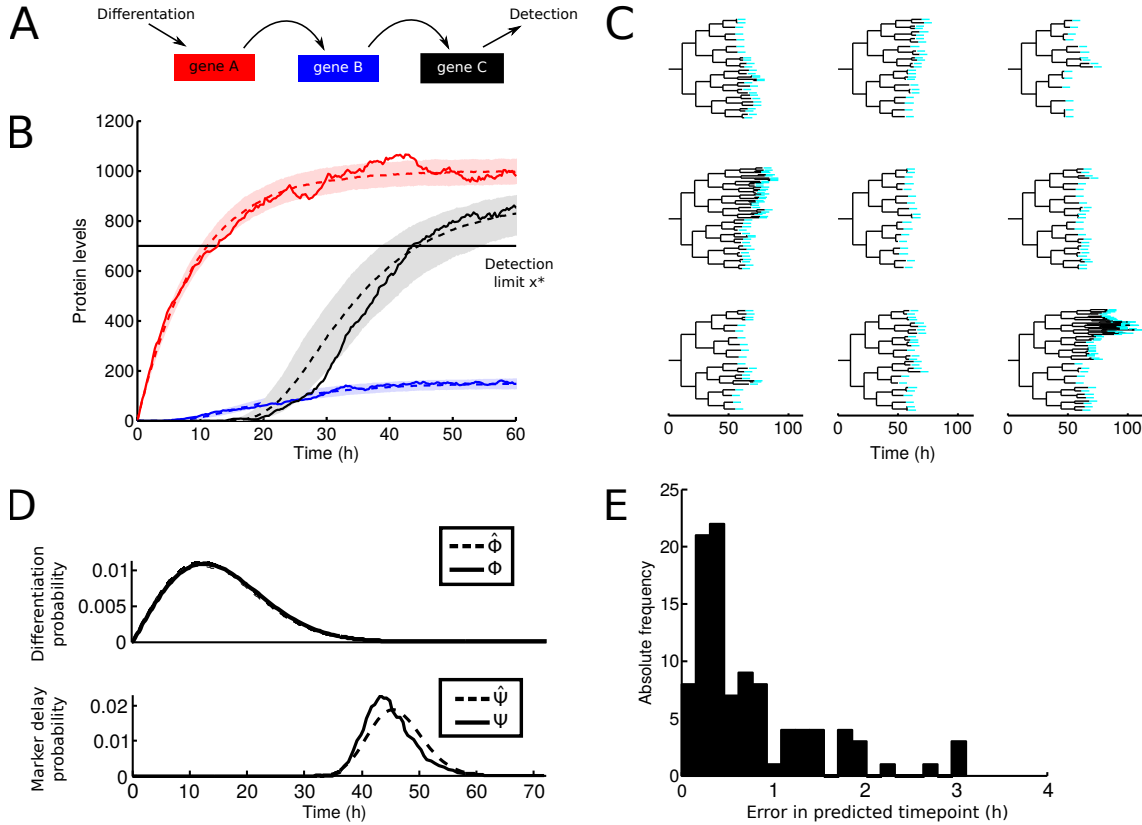 A
Differentiation
Detection
gene A
gene B
gene C
B
1200
1000
800
600
400
200
0
Protein levels
Detection
limit x*
0 10 20 30 40 50 60
Time (h)
C
0 50 100
0 50 100
0 50 100
Time (h)
D
Differentiation
probability
0.01
0.005
0
Φ̂
Φ
Marker delay
probability
0.02
0.01
0
Ψ̂
Ψ
0 10 20 30 40 50 60 70
Time (h)
E
25
20
15
10
5
0
Absolute frequency
0 1 2 3 4
Error in predicted timepoint (h)